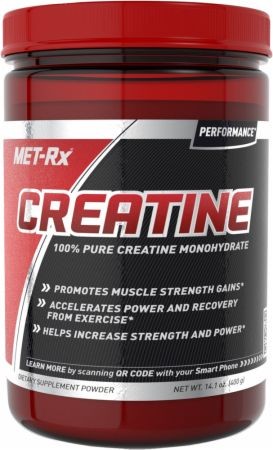 PERFORMANCE™
MET-Rx®
CREATINE
100% PURE CREATINE MONOHYDRATE
PROMOTES MUSCLE STRENGTH GAINS*
ACCELERATES POWER AND RECOVERY
FROM EXERCISE*
HELPS INCREASE STRENGTH AND POWER*
LEARN MORE by scanning QR CODE with your Smart Phone
DIETARY SUPPLEMENT POWDER
NET WT. 14.1 oz. (400 g)